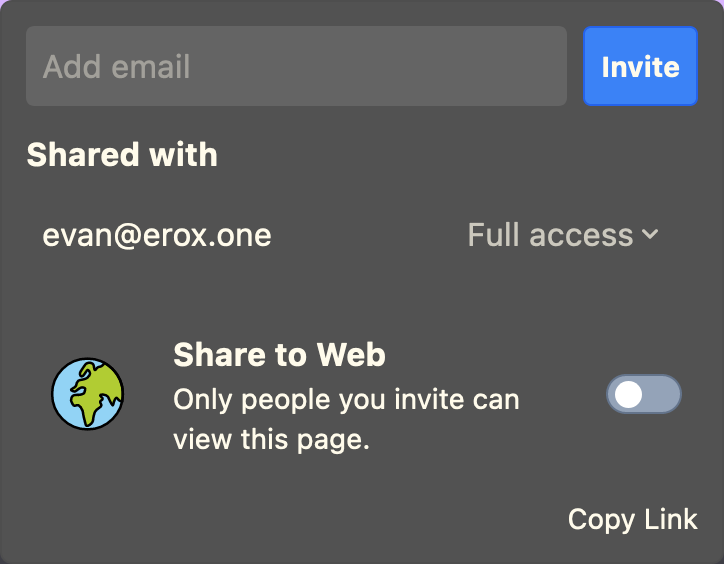 Add email
Invite
Shared with
evan@erox.one
Full access
Share to Web
Only people you invite can
view this page.
Copy Link